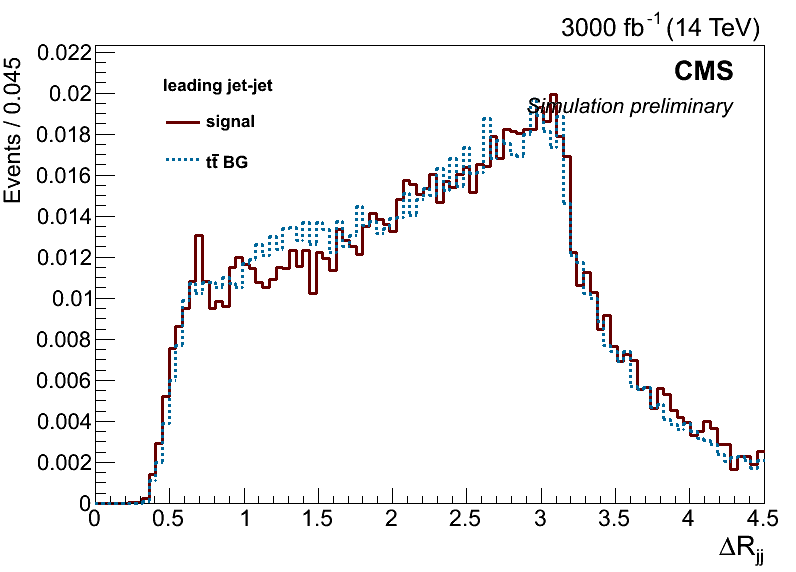 3000 fb⁻¹ (14 TeV)
CMS
Simulation preliminary
leading jet-jet
signal
tt̄ BG
Events / 0.045
0.022
0.02
0.018
0.016
0.014
0.012
0.01
0.008
0.006
0.004
0.002
0
0 0.5 1 1.5 2 2.5 3 3.5 4 4.5
ΔR_jj